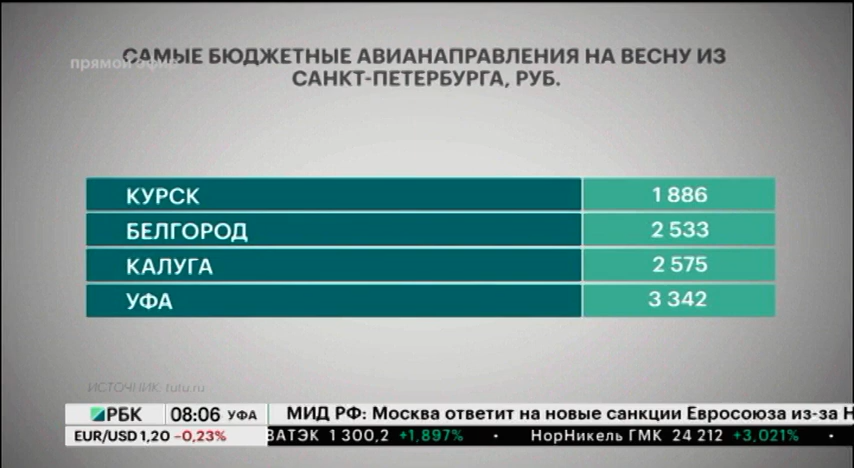 САМЫЕ БЮДЖЕТНЫЕ АВИАНАПРАВЛЕНИЯ НА ВЕСНУ ИЗ
прямой эфир
САНКТ-ПЕТЕРБУРГА, РУБ.
КУРСК 1 886
БЕЛГОРОД 2 533
КАЛУГА 2 575
УФА 3 342
ИСТОЧНИК: tutu.ru
РБК 08:06 УФА МИД РФ: Москва ответит на новые санкции Евросоюза из-за Н
EUR/USD 1,20 -0,23% ВАТЭК 1 300,2 +1,897% • НорНикель ГМК 24 212 +3,021% •